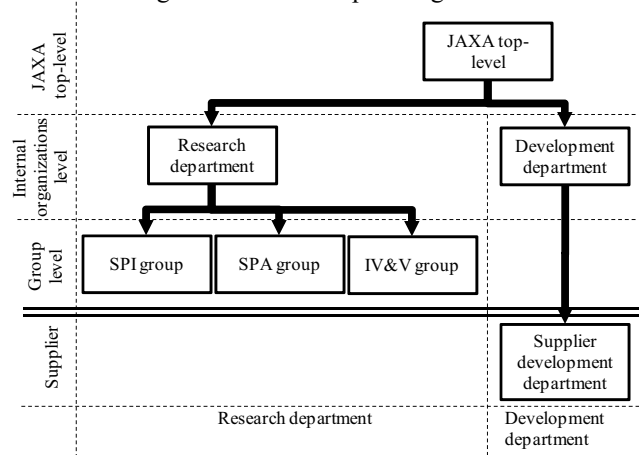 JAXA
top-level
JAXA top-
level
Internal
organizations
level
Research
department
Development
department
Group
level
SPI group
SPA group
IV&V group
Supplier
Supplier
development
department
Research department
Development
department